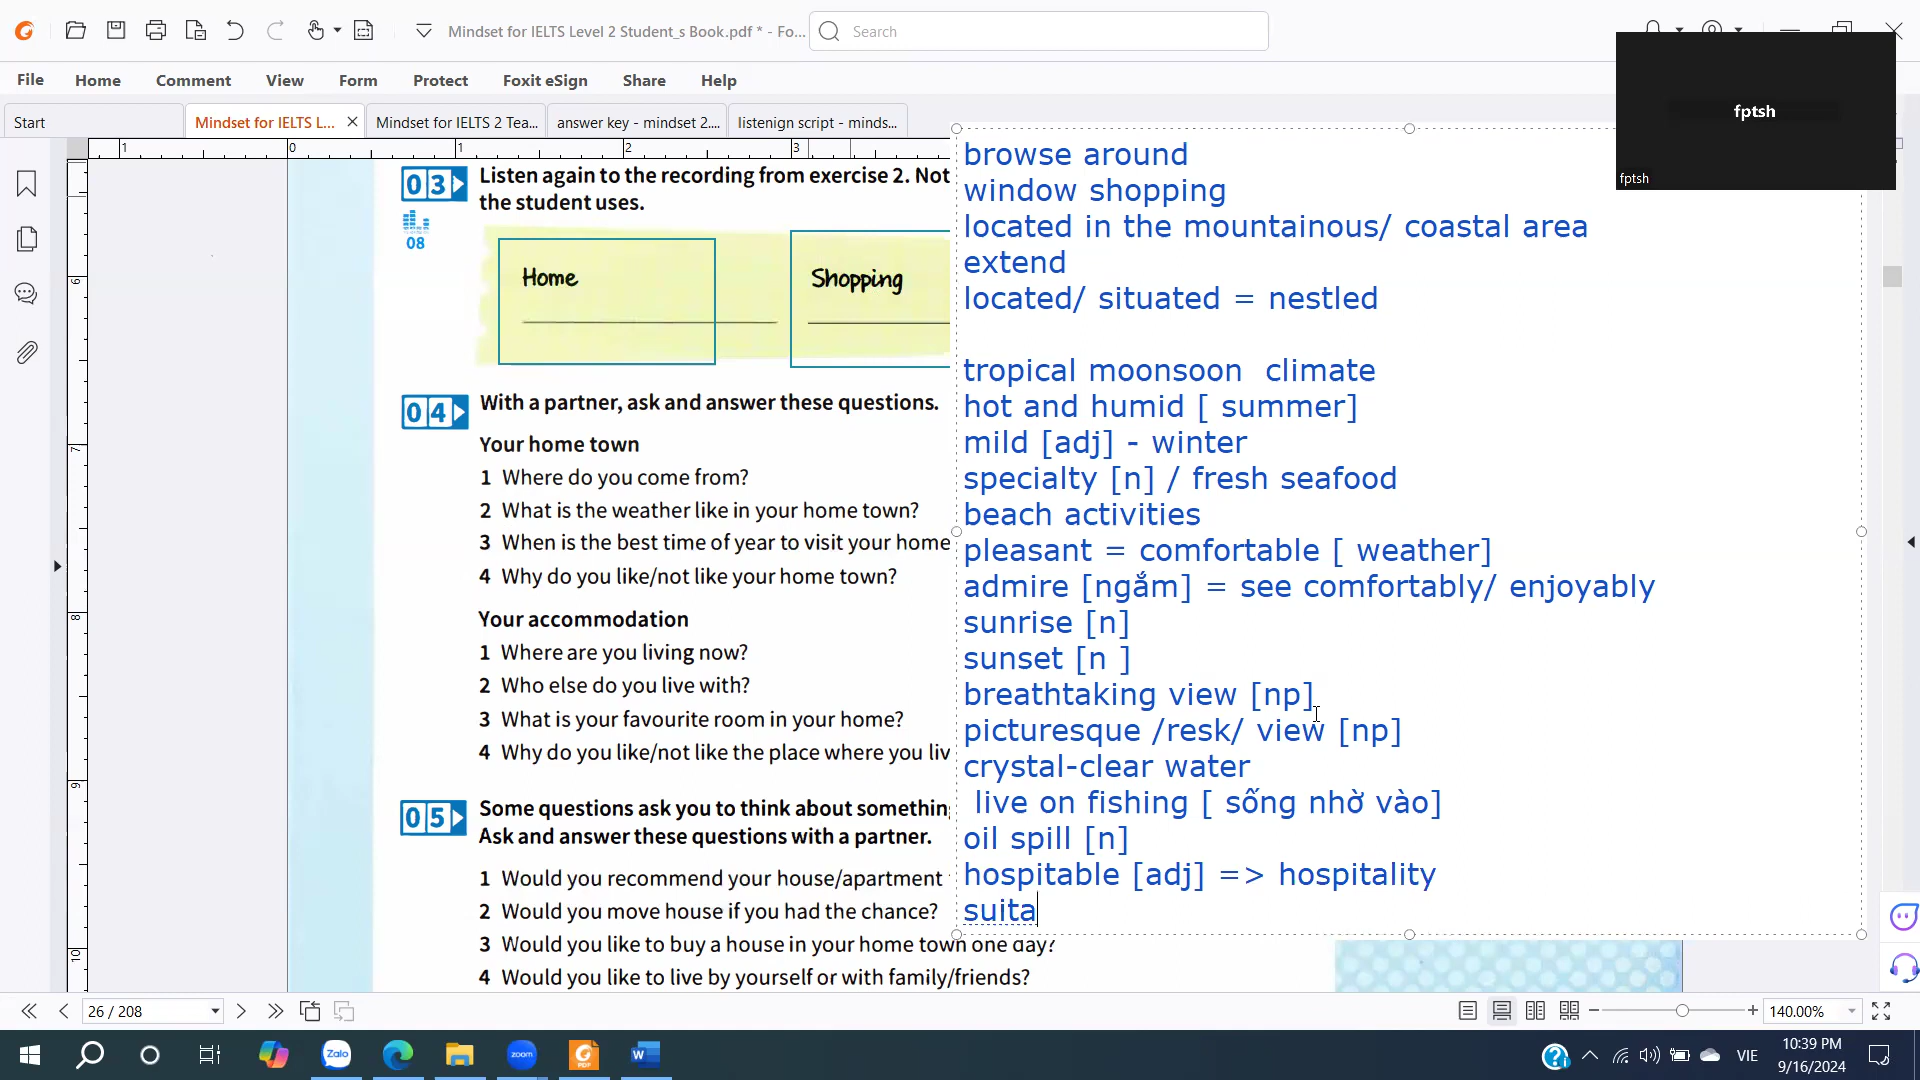 Mindset for IELTS Level 2 Student_s Book.pdf * - Fo...
Search
File
Home
Comment
View
Form
Protect
Foxit eSign
Share
Help
Start
Mindset for IELTS L...
Mindset for IELTS 2 Tea...
answer key - mindset 2....
listenign script - minds...
fptsh
fptsh
1
0
1
2
3
6
7
8
9
10
03
Listen again to the recording from exercise 2. Not
the student uses.
08
Home
Shopping
04
With a partner, ask and answer these questions.
Your home town
1 Where do you come from?
2 What is the weather like in your home town?
3 When is the best time of year to visit your home
4 Why do you like/not like your home town?
Your accommodation
1 Where are you living now?
2 Who else do you live with?
3 What is your favourite room in your home?
4 Why do you like/not like the place where you liv
05
Some questions ask you to think about something
Ask and answer these questions with a partner.
1 Would you recommend your house/apartment
2 Would you move house if you had the chance?
3 Would you like to buy a house in your home town one day?
4 Would you like to live by yourself or with family/friends?
browse around
window shopping
located in the mountainous/ coastal area
extend
located/ situated = nestled
tropical moonsoon  climate
hot and humid [ summer]
mild [adj] - winter
specialty [n] / fresh seafood
beach activities
pleasant = comfortable [ weather]
admire [ngắm] = see comfortably/ enjoyably
sunrise [n]
sunset [n ]
breathtaking view [np]
picturesque /resk/ view [np]
crystal-clear water
live on fishing [ sống nhờ vào]
oil spill [n]
hospitable [adj] => hospitality
suita
26 / 208
140.00%
Zalo
zoom
PDF
W
VIE
10:39 PM
9/16/2024